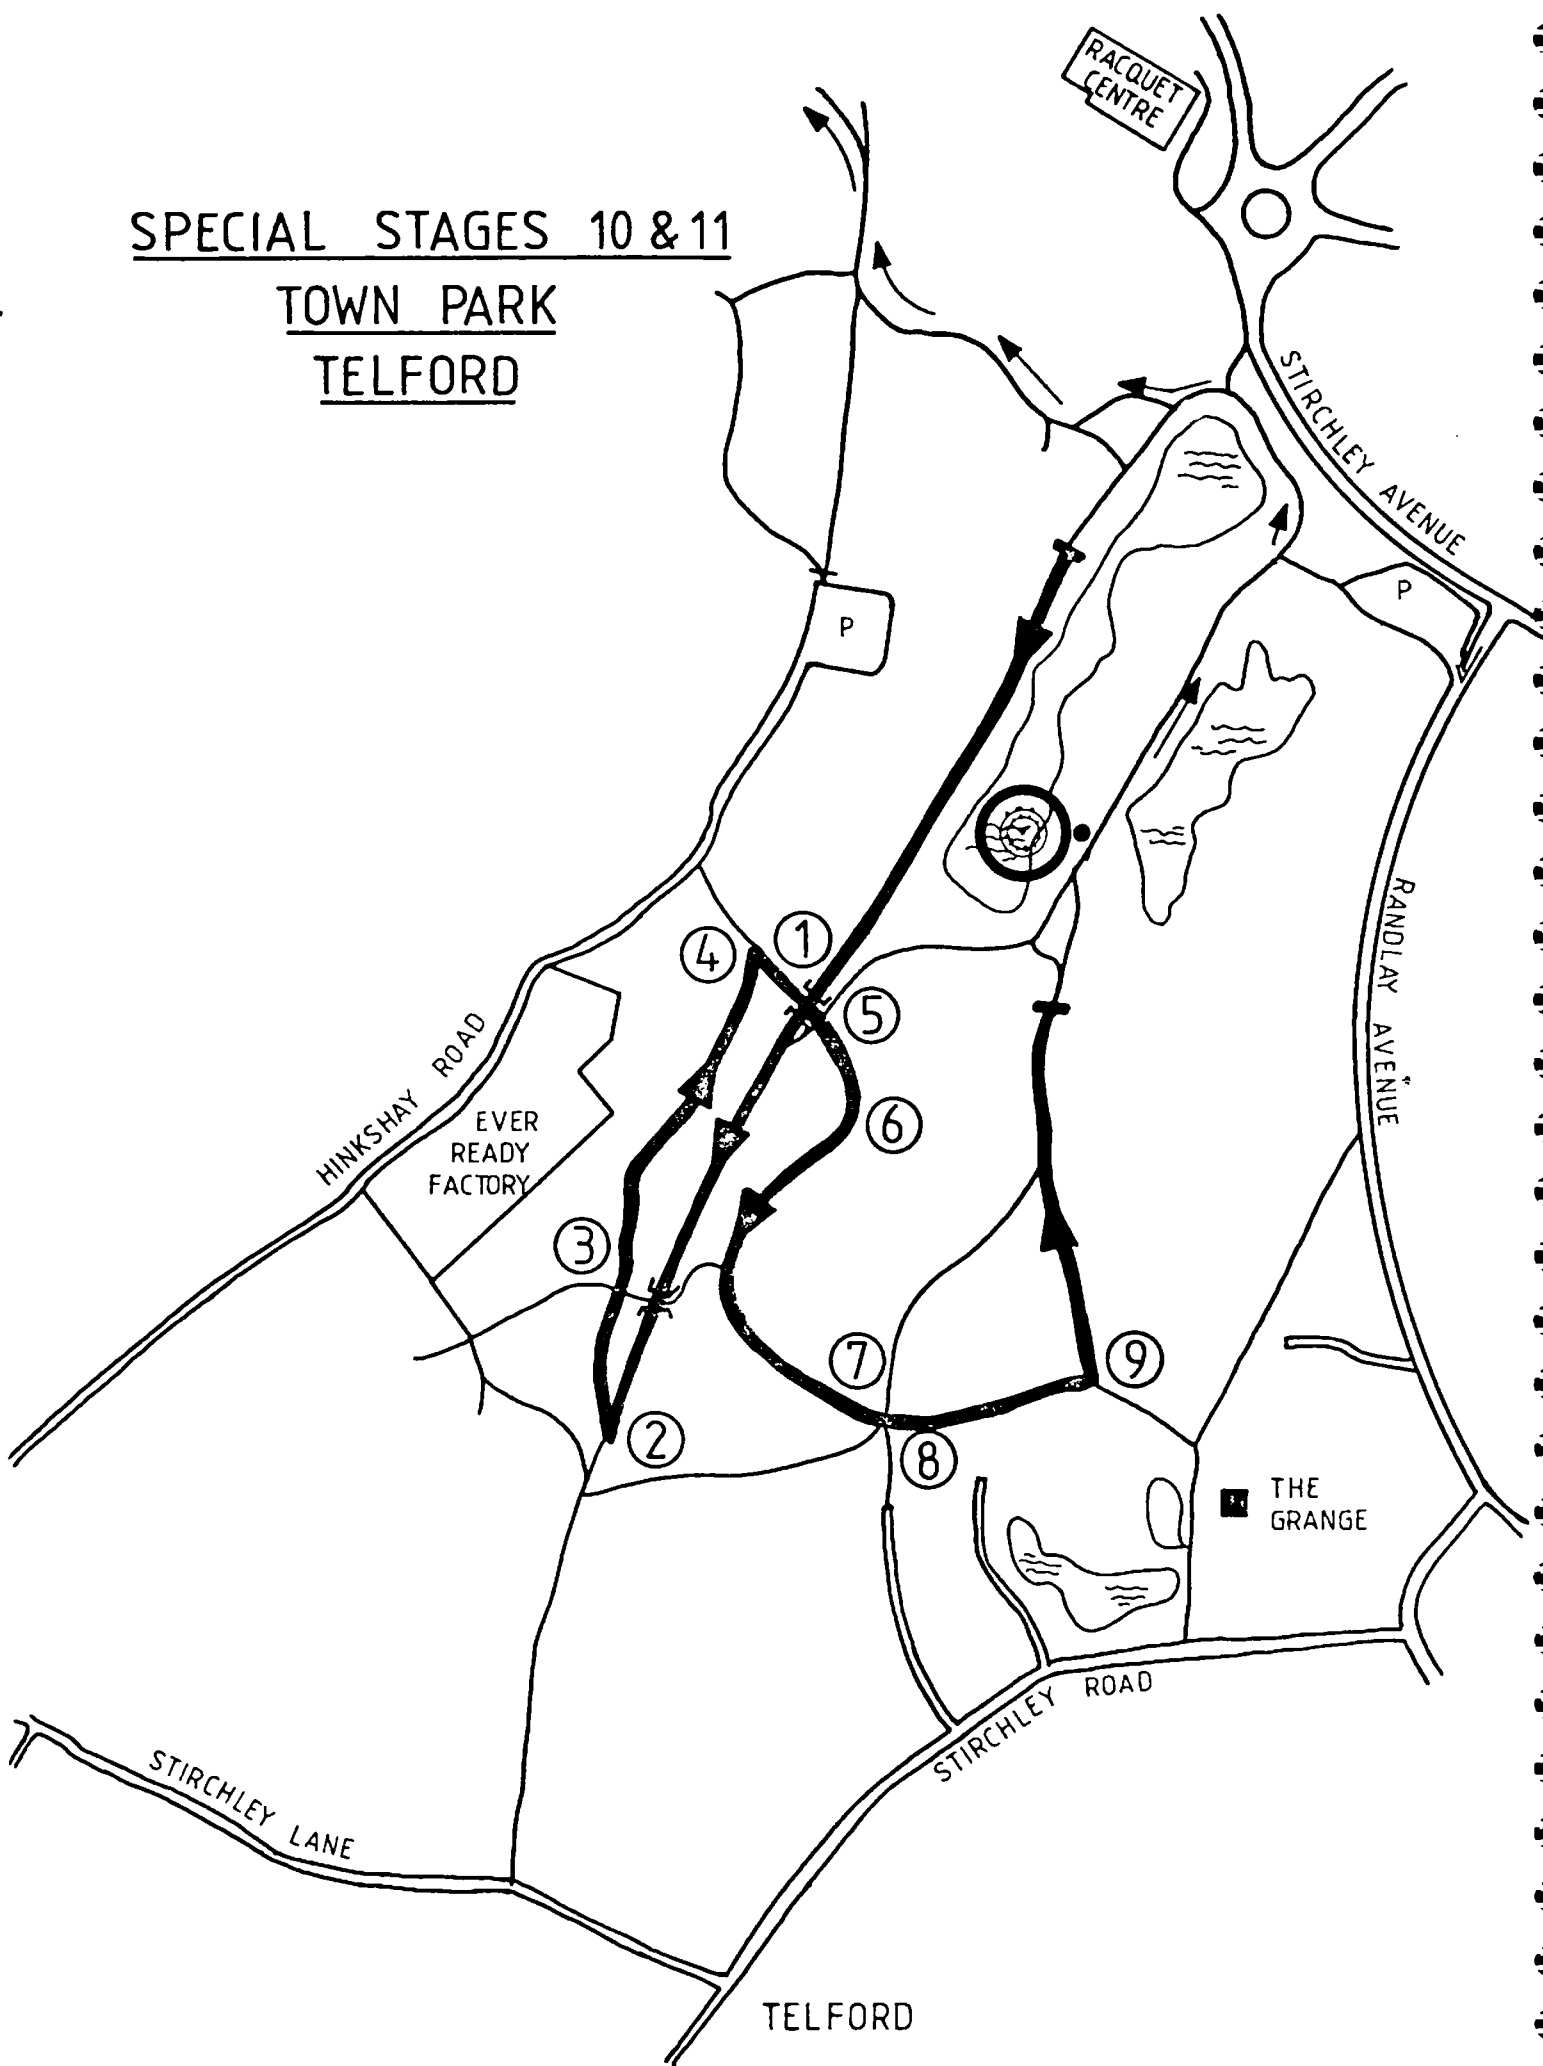 RACQUET
CENTRE
SPECIAL STAGES 10 & 11
TOWN PARK
TELFORD
STIRCHLEY AVENUE
P
P
RANDLAY AVENUE
1
4
5
HINKSHAY ROAD
EVER
READY
FACTORY
6
3
7
9
2
8
THE
GRANGE
STIRCHLEY ROAD
STIRCHLEY LANE
TELFORD